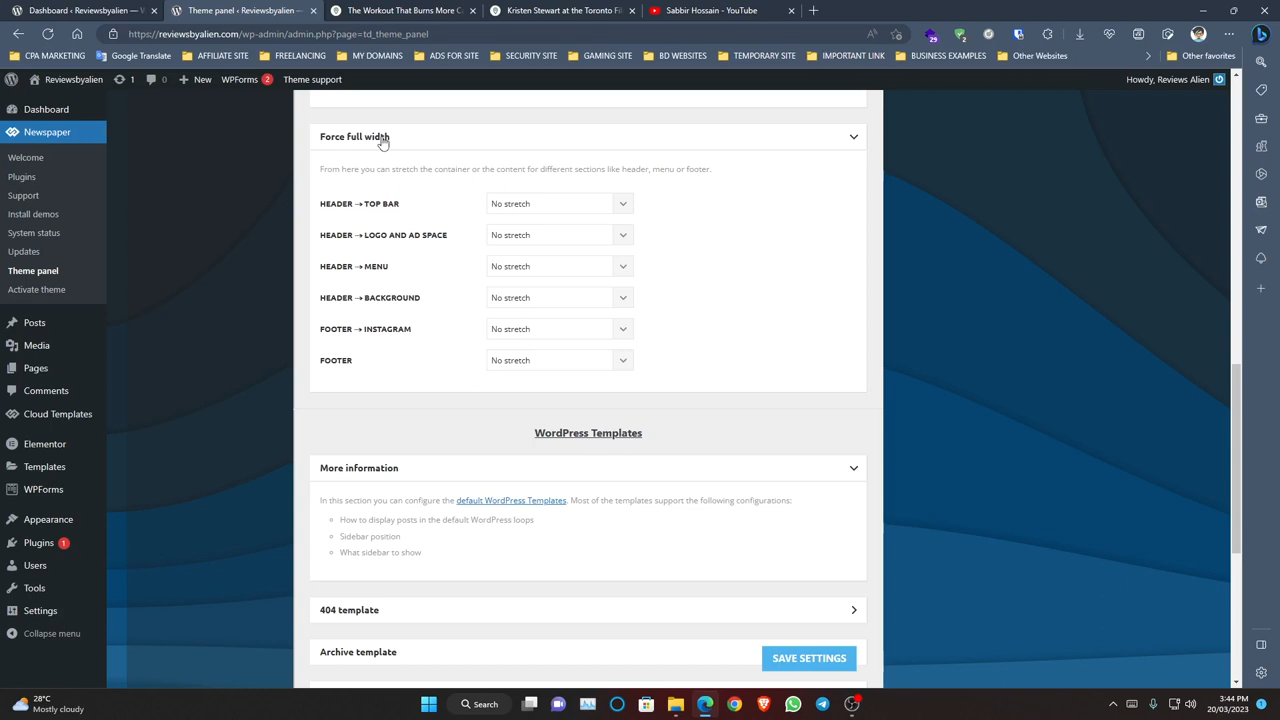 Dashboard ‹ Reviewsbyalien — W
Theme panel ‹ Reviewsbyalien —
The Workout That Burns More C
Kristen Stewart at the Toronto Fil
Sabbir Hossain - YouTube
https://reviewsbyalien.com/wp-admin/admin.php?page=td_theme_panel
CPA MARKETING
Google Translate
AFFILIATE SITE
FREELANCING
MY DOMAINS
ADS FOR SITE
SECURITY SITE
GAMING SITE
BD WEBSITES
TEMPORARY SITE
IMPORTANT LINK
BUSINESS EXAMPLES
Other Websites
Other favorites
Reviewsbyalien
1
0
New
WPForms 2
Theme support
Howdy, Reviews Alien
Dashboard
Newspaper
Welcome
Plugins
Support
Install demos
System status
Updates
Theme panel
Activate theme
Posts
Media
Pages
Comments
Cloud Templates
Elementor
Templates
WPForms
Appearance
Plugins 1
Users
Tools
Settings
Collapse menu
Force full width
From here you can stretch the container or the content for different sections like header, menu or footer.
HEADER → TOP BAR No stretch
HEADER → LOGO AND AD SPACE No stretch
HEADER → MENU No stretch
HEADER → BACKGROUND No stretch
FOOTER → INSTAGRAM No stretch
FOOTER No stretch
WordPress Templates
More information
In this section you can configure the default WordPress Templates. Most of the templates support the following configurations:
How to display posts in the default WordPress loops
Sidebar position
What sidebar to show
404 template
Archive template
SAVE SETTINGS
28°C
Mostly cloudy
Search
3:44 PM
20/03/2023
1